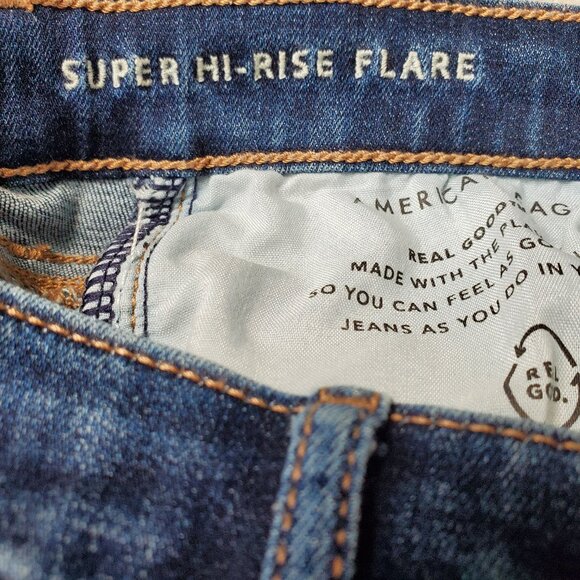 SUPER HI-RISE FLARE
AMERICA
REAL GOOD
MADE WITH THE
SO YOU CAN FEEL AS
JEANS AS YOU DO IN
REAL
GOOD.